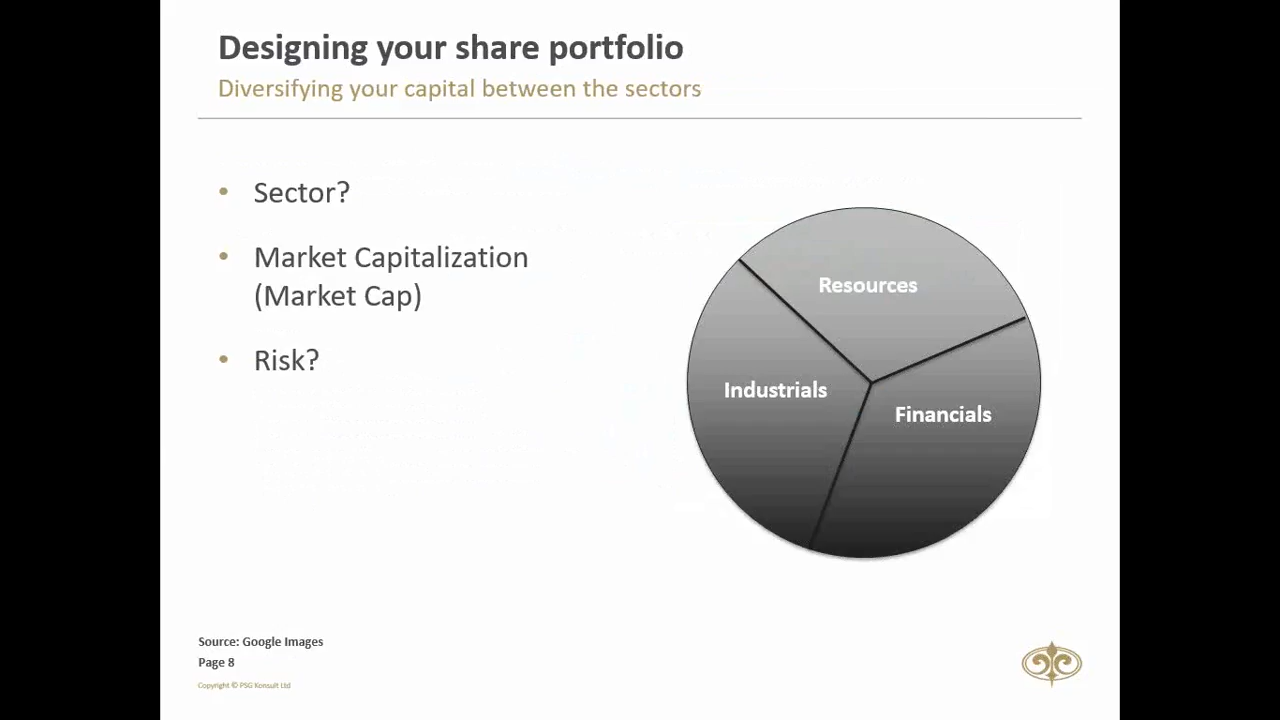 Designing your share portfolio
Diversifying your capital between the sectors
• Sector?
• Market Capitalization
(Market Cap)
• Risk?
Resources
Industrials
Financials
Source: Google Images
Page 8
Copyright © PSG Konsult Ltd